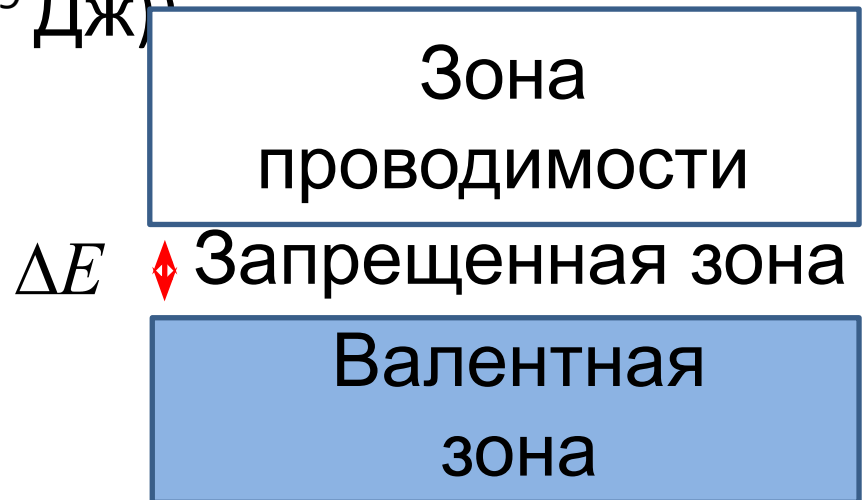 Дж)
Зона
проводимости
ΔE Запрещенная зона
Валентная
зона